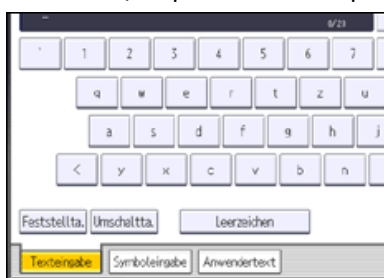 0/23
` 1 2 3 4 5 6 7
q w e r t z u
a s d f g h j
< y x c v b n
Feststellta. Umschaltta. Leerzeichen
Texteingabe Symboleingabe Anwendertext